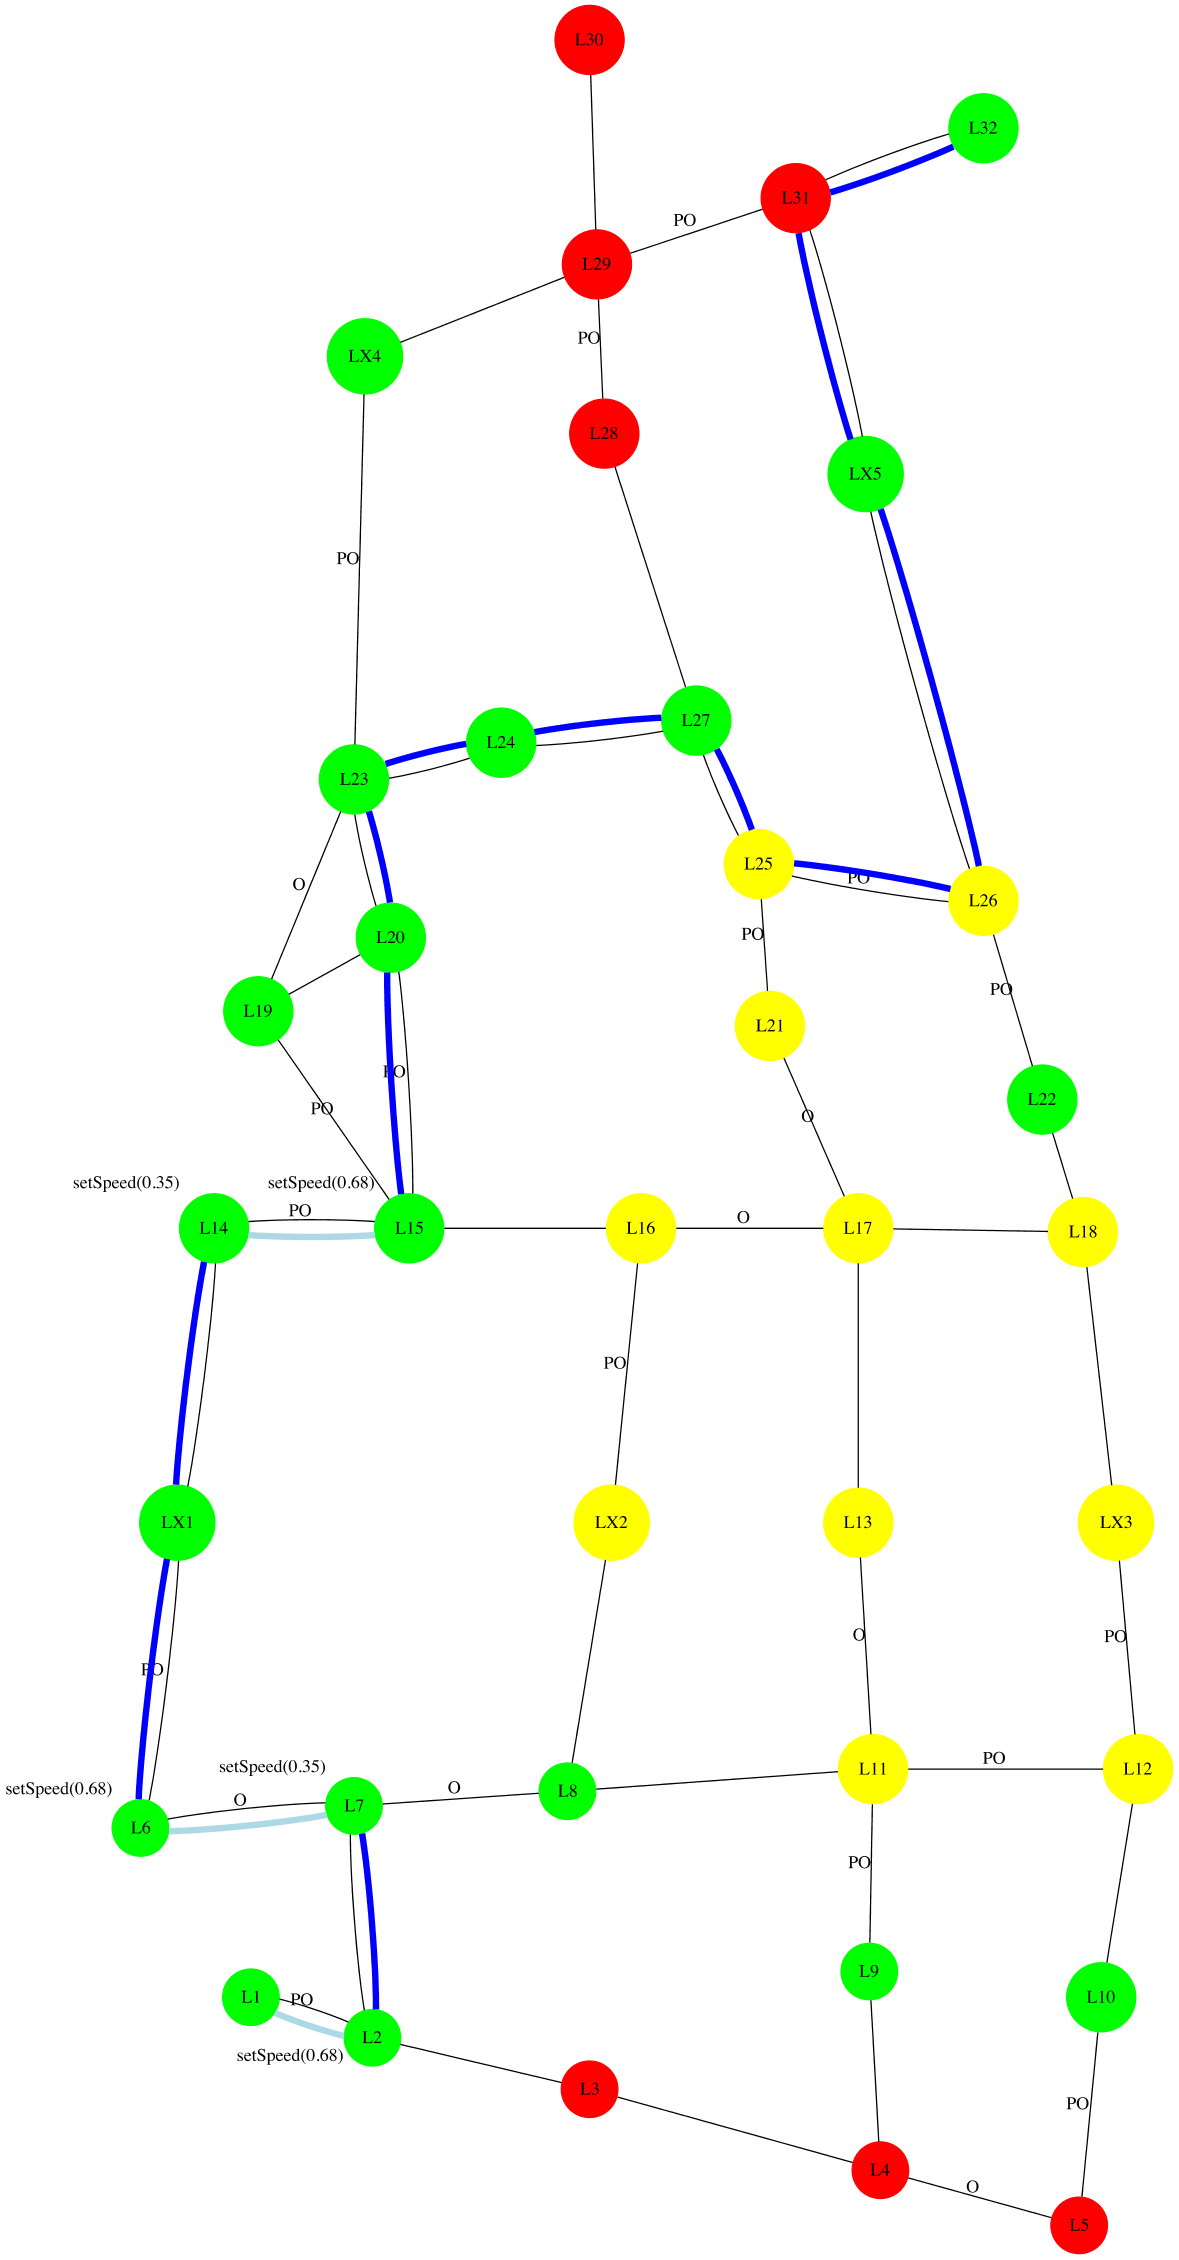 L30
L32
L31
PO
L29
PO
LX4
L28
LX5
PO
L27
L24
L23
L25
PO
O
L26
PO
L20
PO
L19
L21
PO
L22
PO
O
setSpeed(0.35)
setSpeed(0.68)
PO
O
L14
L15
L16
L17
L18
PO
LX1
LX2
L13
LX3
O
PO
PO
PO
setSpeed(0.35)
L11
L12
setSpeed(0.68)
O
O
L8
L7
L6
PO
L9
L1
PO
L10
L2
setSpeed(0.68)
L3
PO
L4
O
L5